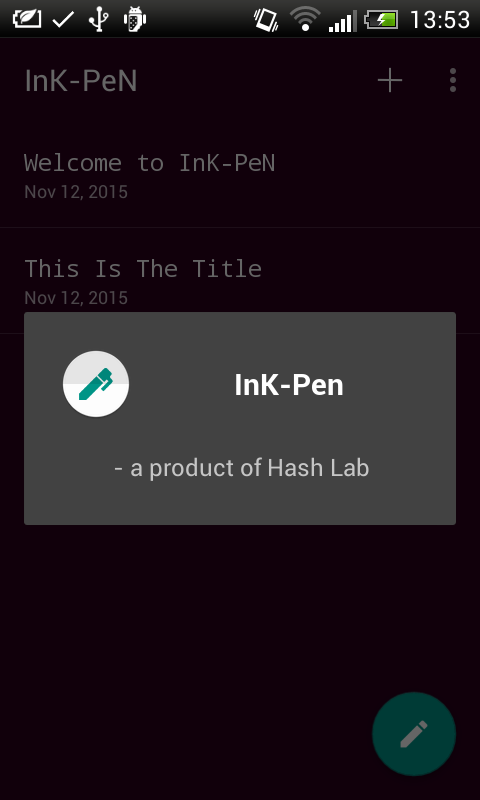 13:53
InK-PeN
Welcome to InK-PeN
Nov 12, 2015
This Is The Title
Nov 12, 2015
InK-Pen
- a product of Hash Lab